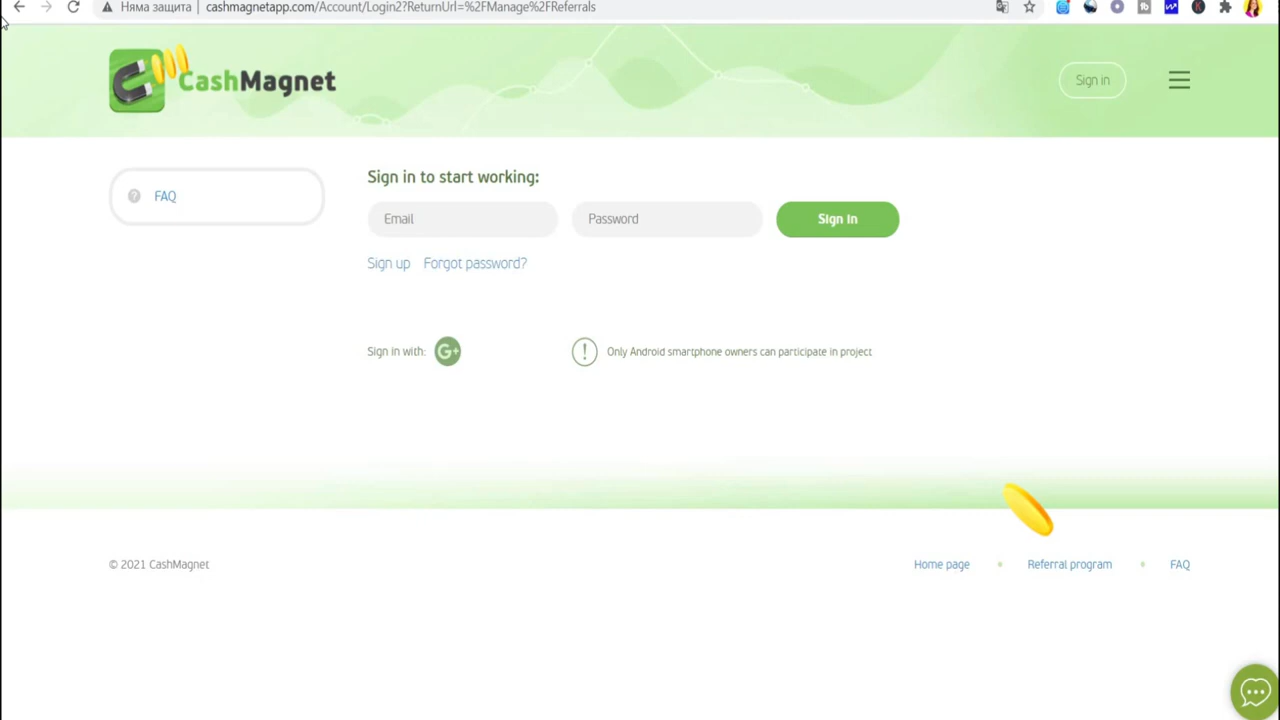 Няма защита | cashmagnetapp.com/Account/Login2?ReturnUrl=%2FManage%2FReferrals
CashMagnet
Sign in
FAQ
Sign in to start working:
Email
Password
Sign in
Sign up
Forgot password?
Sign in with:
G+
Only Android smartphone owners can participate in project
© 2021 CashMagnet
Home page
Referral program
FAQ